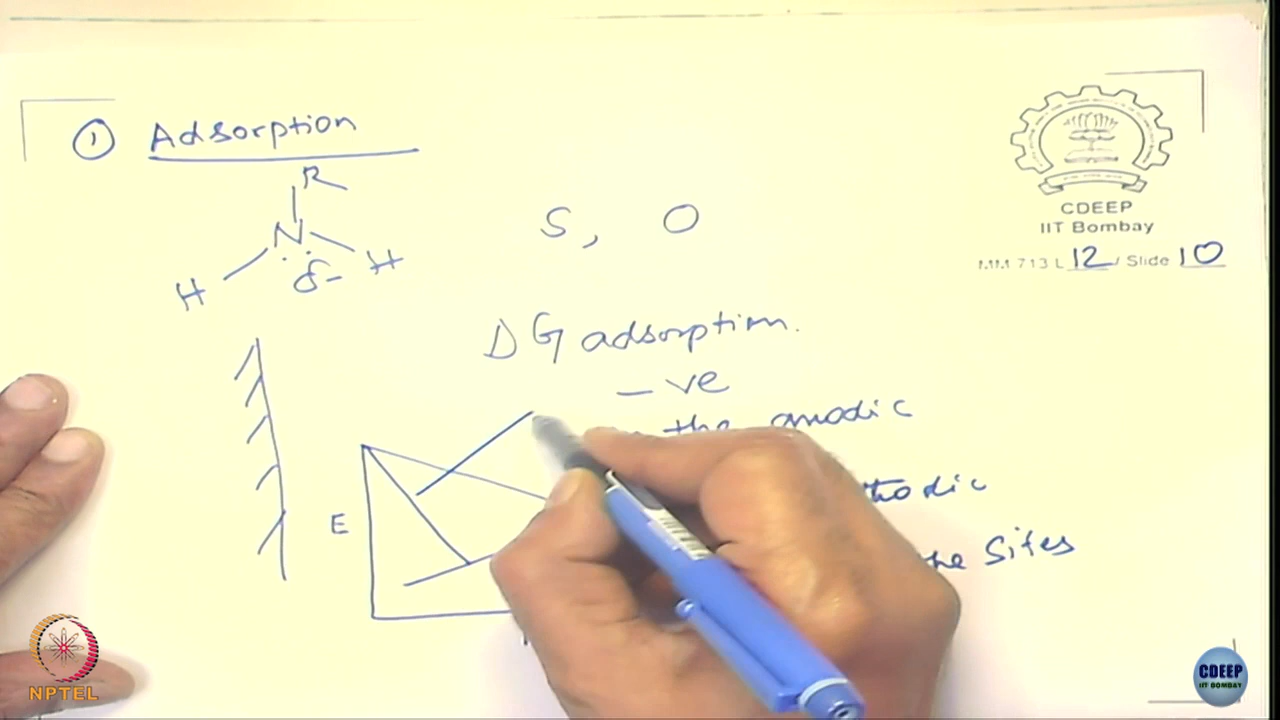 ① Adsorption
R
N
H δ- H
S, O
CDEEP
IIT Bombay
MM 713 L 12 / Slide 10
ΔG adsorption.
-ve
the anodic
E
the Sites
NPTEL
CDEEP
IIT BOMBAY